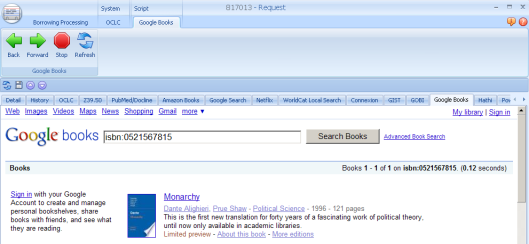 817013 - Request
System Script
Borrowing Processing OCLC Google Books
Back Forward Stop Refresh
Google Books
Detail History OCLC Z39.50 PubMed/Docline Amazon Books Google Search Netflix WorldCat Local Search Connexion GIST GOBI Google Books Hathi
Web Images Videos Maps News Shopping Gmail more ▼ My library | Sign in
Google books isbn:0521567815 Search Books Advanced Book Search
Books Books 1 - 1 of 1 on isbn:0521567815. (0.12 seconds)
Sign in with your Google
Account to create and manage
personal bookshelves, share
books with friends, and see what
they are reading.
Monarchy
Dante Alighieri, Prue Shaw - Political Science - 1996 - 121 pages
This is the first new translation for forty years of a fascinating work of political theory,
until now only available in academic libraries.
Limited preview - About this book - More editions